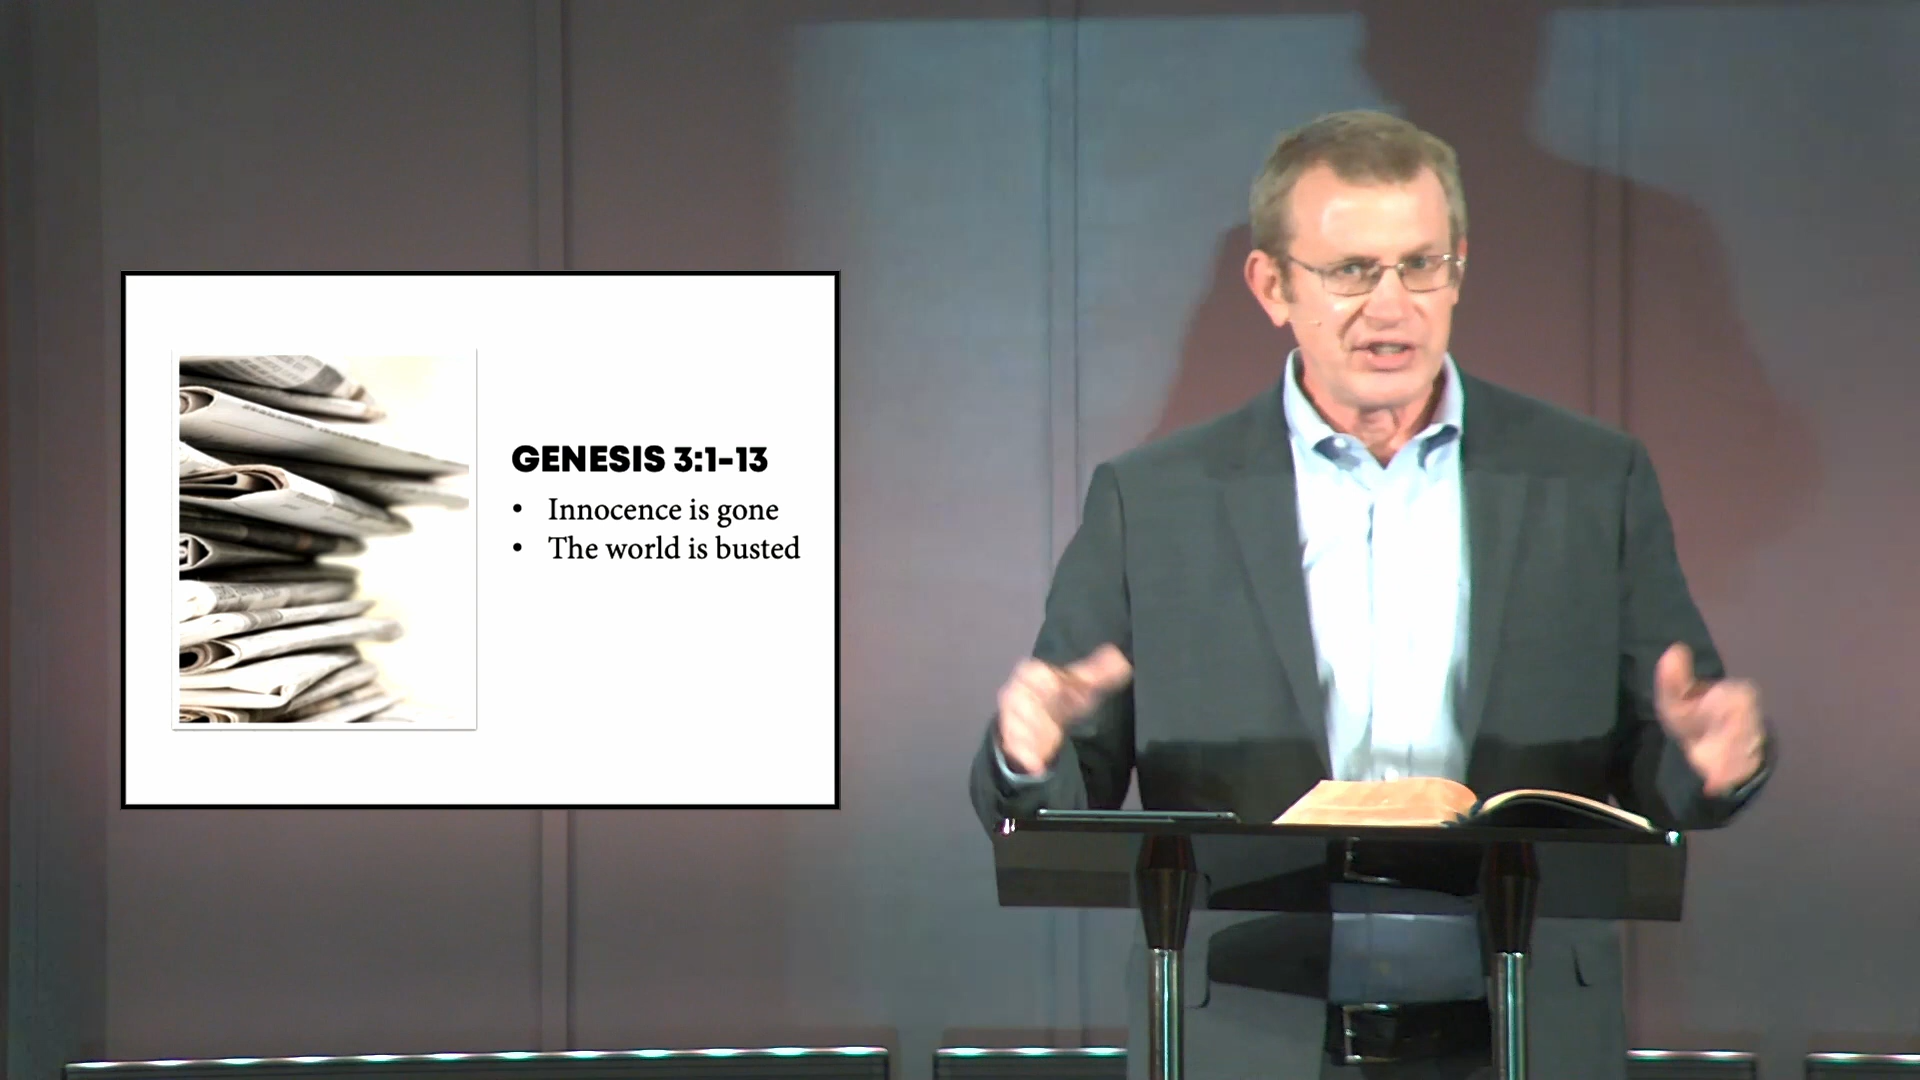 GENESIS 3:1-13
• Innocence is gone
• The world is busted